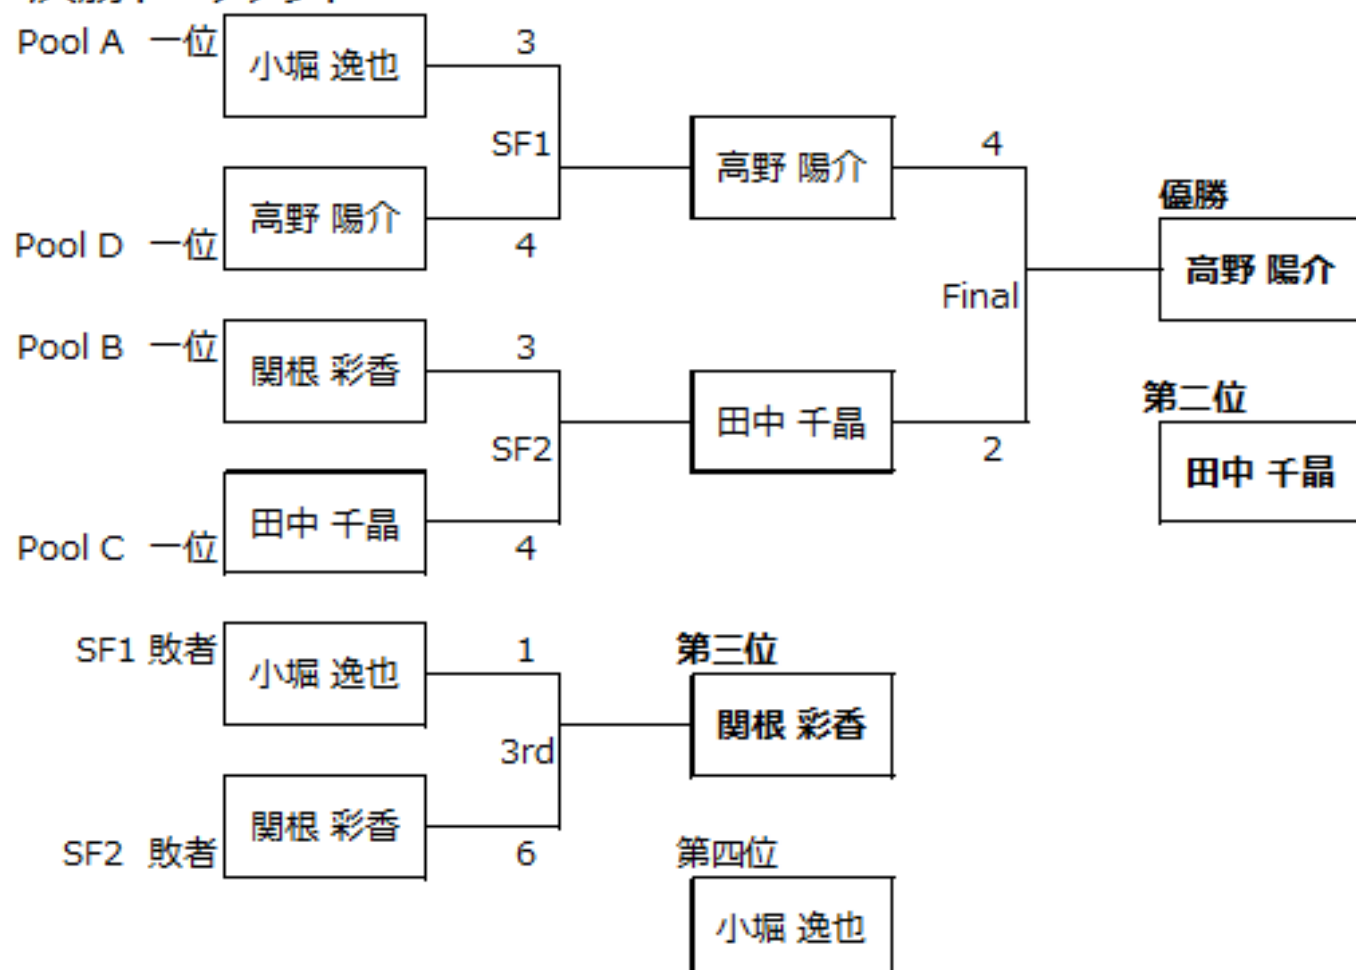 Pool A 一位
小堀 逸也
3
SF1
高野 陽介
Pool D 一位
4
高野 陽介
4
Pool B 一位
関根 彩香
3
SF2
田中 千晶
Pool C 一位
4
田中 千晶
2
Final
優勝
高野 陽介
第二位
田中 千晶
SF1 敗者
小堀 逸也
1
3rd
SF2 敗者
関根 彩香
6
第三位
関根 彩香
第四位
小堀 逸也